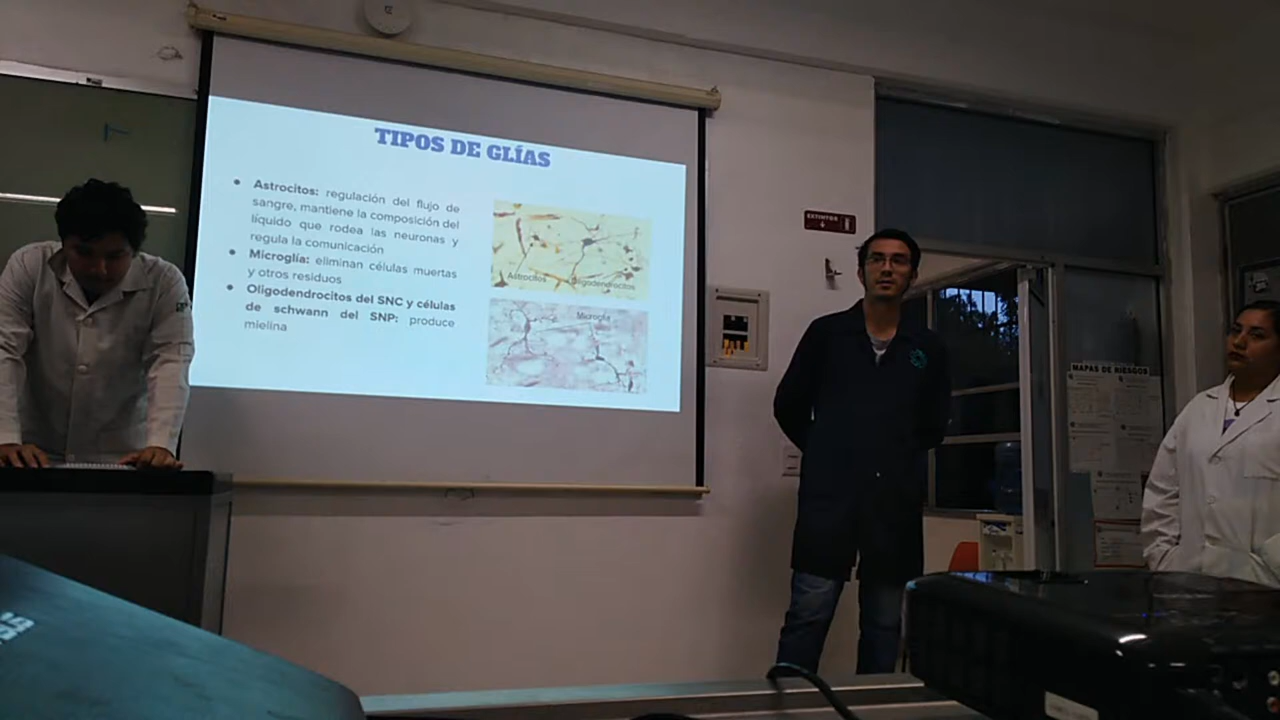 TIPOS DE GLÍAS
Astrocitos: regulación del flujo de
sangre, mantiene la composición del
líquido que rodea las neuronas y
regula la comunicación
Microglía: eliminan células muertas
y otros residuos
Oligodendrocitos del SNC y células
de schwann del SNP: produce
mielina
Astrocitos
Oligodendrocitos
Microglía
EXTINTOR
MAPAS DE RIESGOS